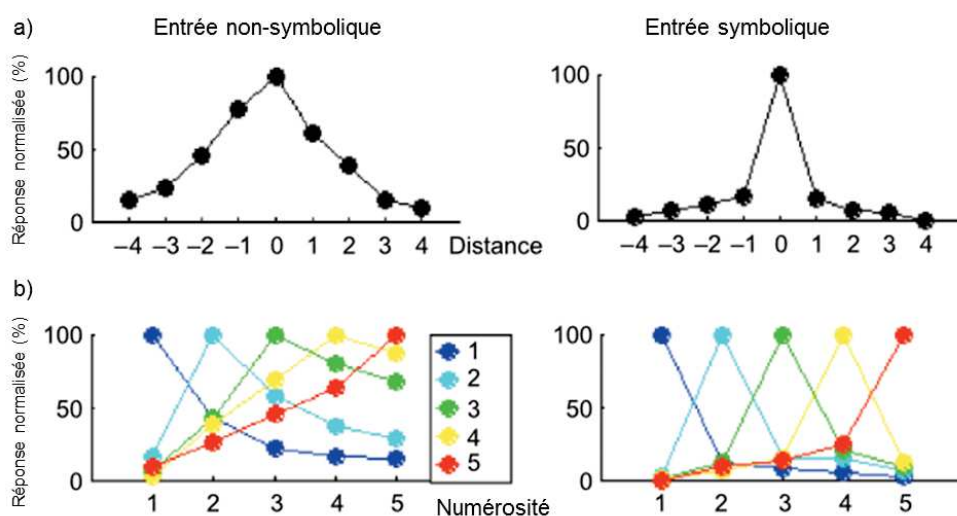 a)
Entrée non-symbolique
Entrée symbolique
Réponse normalisée (%)
100
50
0
–4 –3 –2 –1 0 1 2 3 4 Distance
100
50
0
–4 –3 –2 –1 0 1 2 3 4
b)
Réponse normalisée (%)
100
50
0
1 2 3 4 5 Numérosité
1
2
3
4
5
100
50
0
1 2 3 4 5